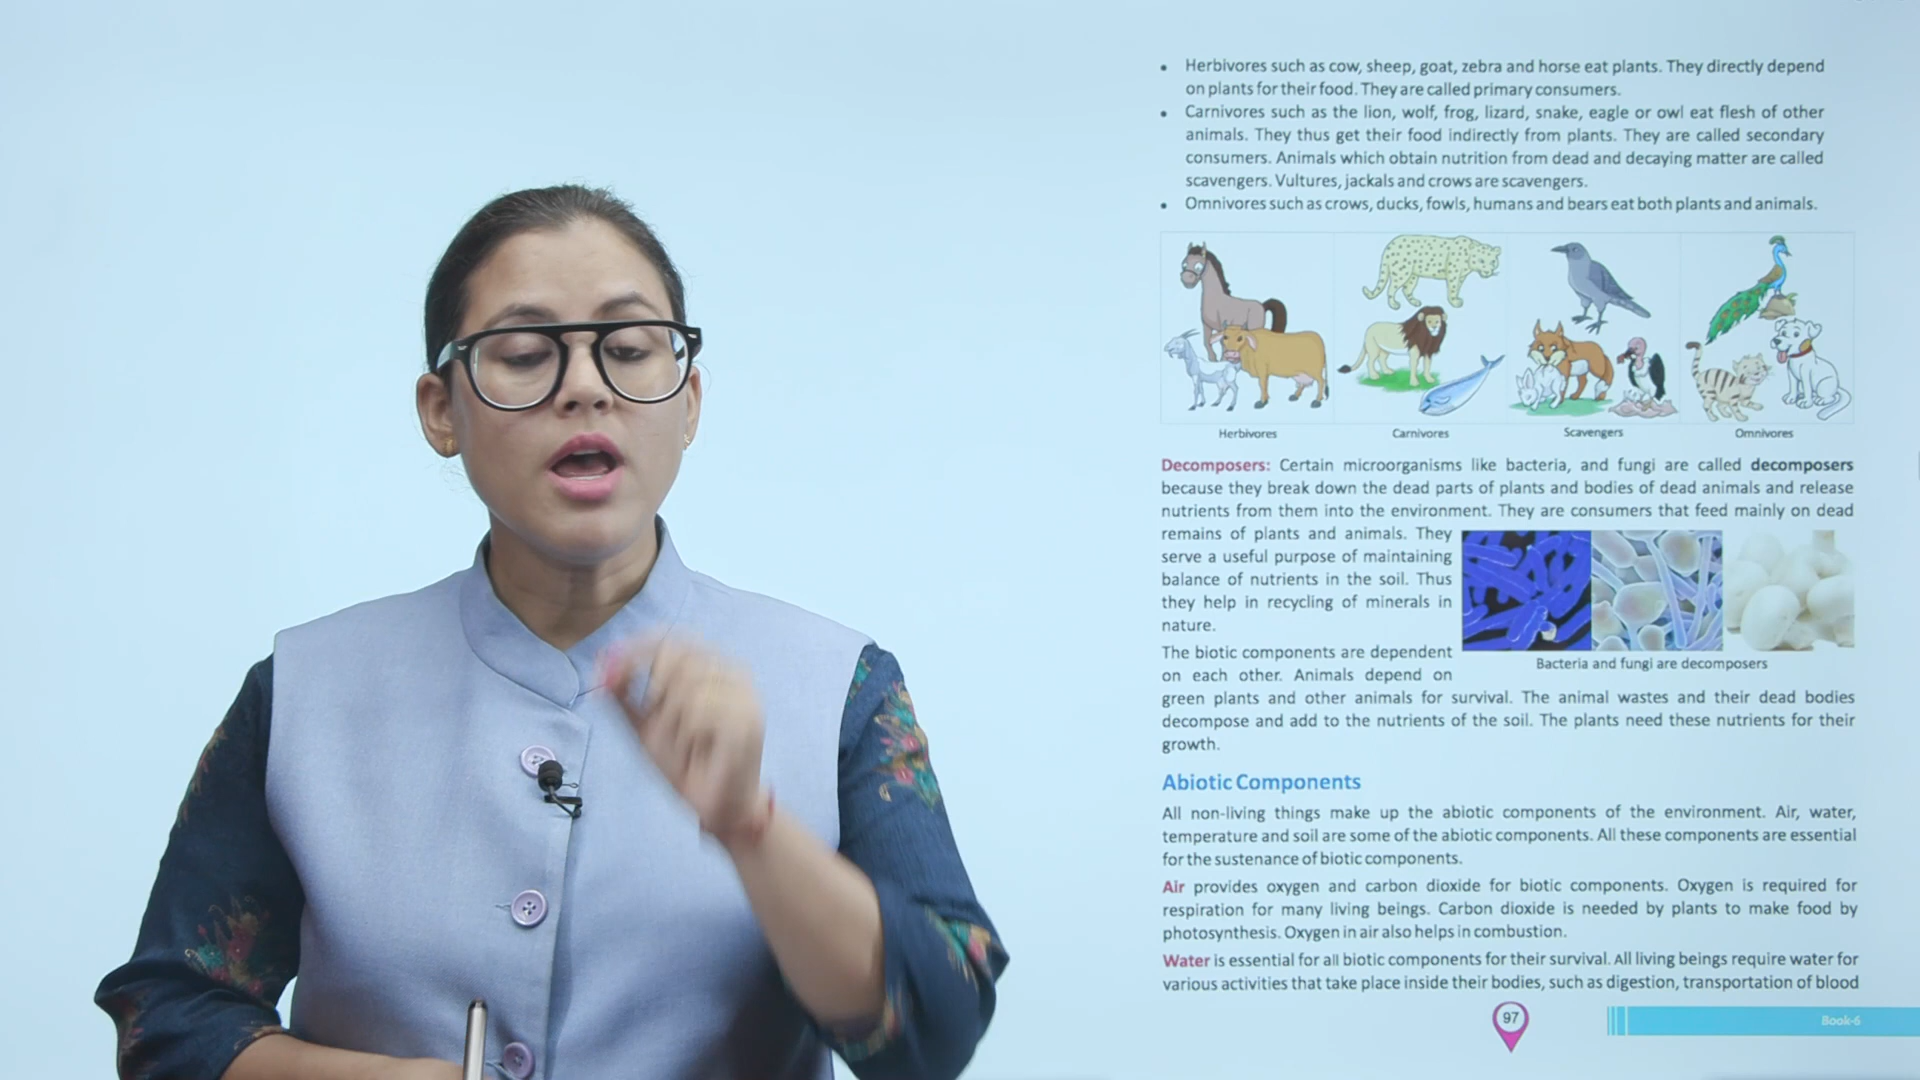 • Herbivores such as cow, sheep, goat, zebra and horse eat plants. They directly depend
on plants for their food. They are called primary consumers.
• Carnivores such as the lion, wolf, frog, lizard, snake, eagle or owl eat flesh of other
animals. They thus get their food indirectly from plants. They are called secondary
consumers. Animals which obtain nutrition from dead and decaying matter are called
scavengers. Vultures, jackals and crows are scavengers.
• Omnivores such as crows, ducks, fowls, humans and bears eat both plants and animals.
Herbivores Carnivores Scavengers Omnivores
Decomposers: Certain microorganisms like bacteria, and fungi are called decomposers
because they break down the dead parts of plants and bodies of dead animals and release
nutrients from them into the environment. They are consumers that feed mainly on dead
remains of plants and animals. They
serve a useful purpose of maintaining
balance of nutrients in the soil. Thus
they help in recycling of minerals in
nature.
Bacteria and fungi are decomposers
The biotic components are dependent
on each other. Animals depend on
green plants and other animals for survival. The animal wastes and their dead bodies
decompose and add to the nutrients of the soil. The plants need these nutrients for their
growth.
Abiotic Components
All non-living things make up the abiotic components of the environment. Air, water,
temperature and soil are some of the abiotic components. All these components are essential
for the sustenance of biotic components.
Air provides oxygen and carbon dioxide for biotic components. Oxygen is required for
respiration for many living beings. Carbon dioxide is needed by plants to make food by
photosynthesis. Oxygen in air also helps in combustion.
Water is essential for all biotic components for their survival. All living beings require water for
various activities that take place inside their bodies, such as digestion, transportation of blood
97
Book-6